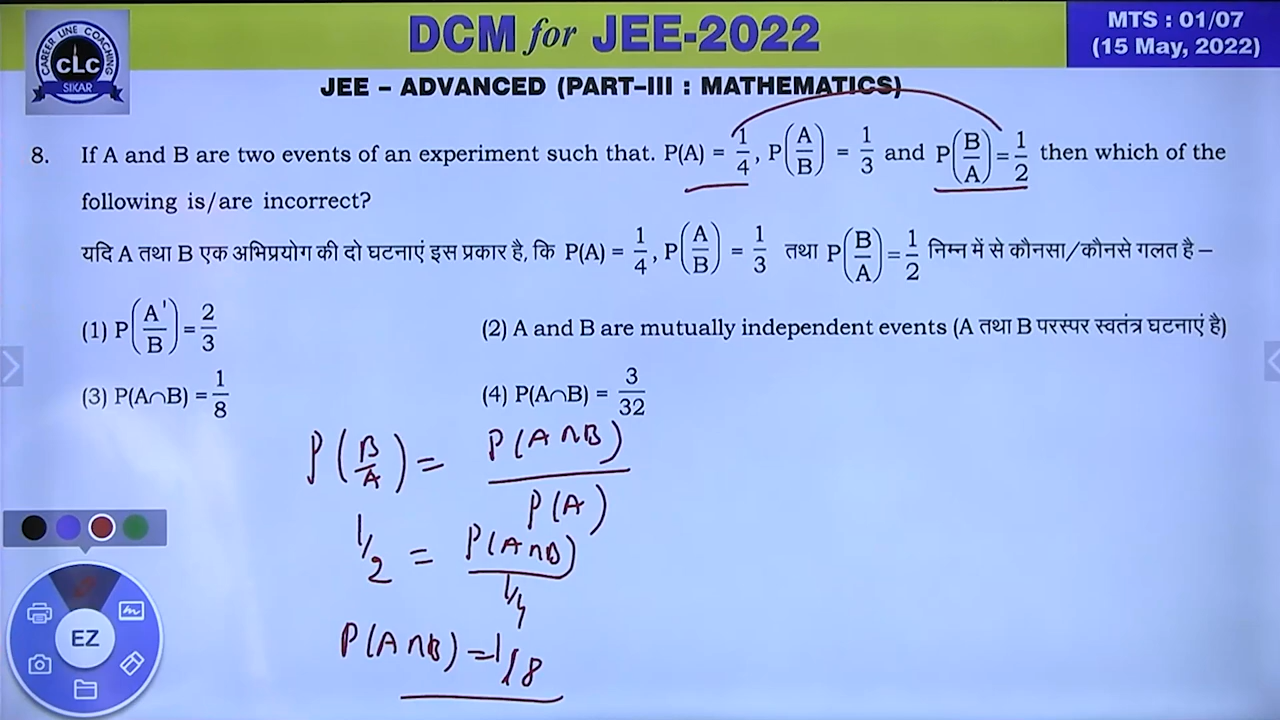 CAREER LINE COACHING
CLC
SIKAR
DCM for JEE-2022
MTS : 01/07
(15 May, 2022)
JEE – ADVANCED (PART–III : MATHEMATICS)
8. If A and B are two events of an experiment such that. P(A) = 1/4, P(A/B) = 1/3 and P(B/A) = 1/2 then which of the
following is/are incorrect?
यदि A तथा B एक अभिप्रयोग की दो घटनाएं इस प्रकार है, कि P(A) = 1/4, P(A/B) = 1/3 तथा P(B/A) = 1/2 निम्न में से कौनसा/कौनसे गलत है –
(1) P(A'/B) = 2/3 (2) A and B are mutually independent events (A तथा B परस्पर स्वतंत्र घटनाएं है)
(3) P(A∩B) = 1/8 (4) P(A∩B) = 3/32
P(B/A) = P(A∩B)/P(A)
1/2 = P(A∩B)/1/4
EZ
P(A∩B) = 1/8